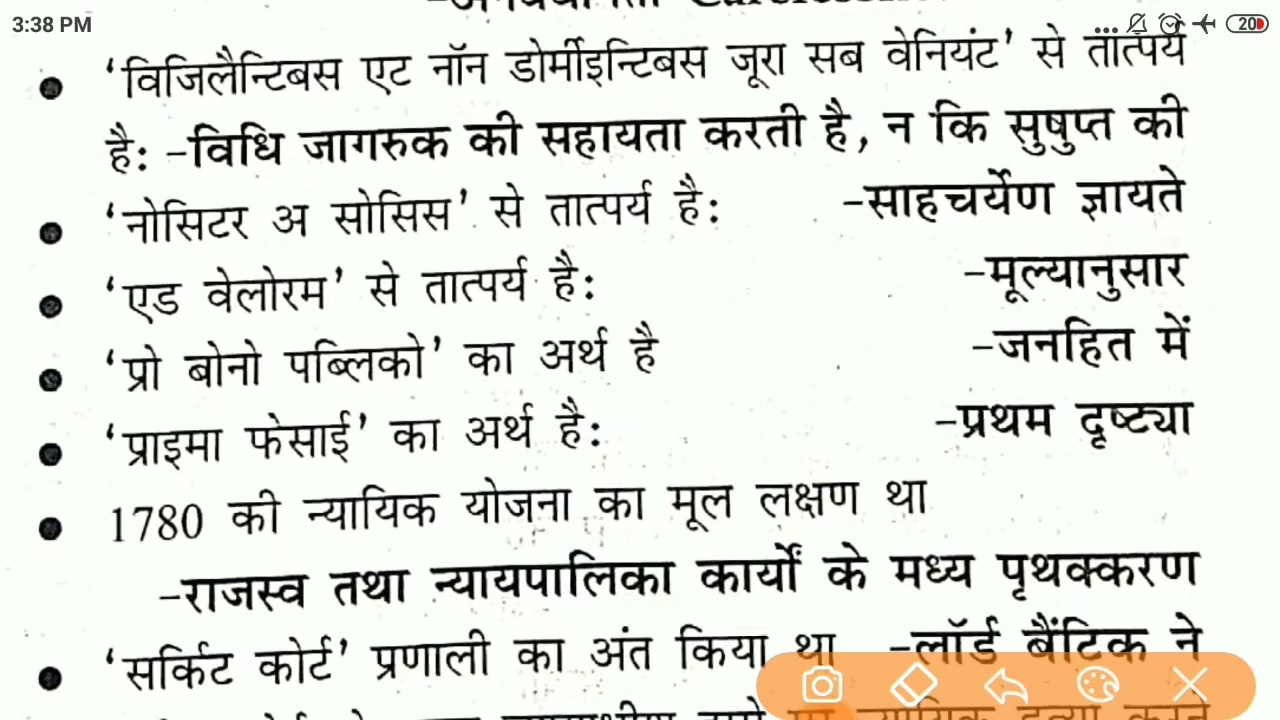 3:38 PM
20
• 'विजिलैन्टिबस एट नॉन डोर्मीइन्टिबस जूरा सब वेनियंट' से तात्पर्य
है: -विधि जागरुक की सहायता करती है, न कि सुषुप्त की
• 'नोसिटर अ सोसिस' से तात्पर्य है: -साहचर्येण ज्ञायते
• 'एड वेलोरम' से तात्पर्य है: -मूल्यानुसार
• 'प्रो बोनो पब्लिको' का अर्थ है -जनहित में
• 'प्राइमा फेसाई' का अर्थ है: -प्रथम दृष्ट्या
• 1780 की न्यायिक योजना का मूल लक्षण था
-राजस्व तथा न्यायपालिका कार्यों के मध्य पृथक्करण
• 'सर्किट कोर्ट' प्रणाली का अंत किया था -लॉर्ड बैंटिक ने